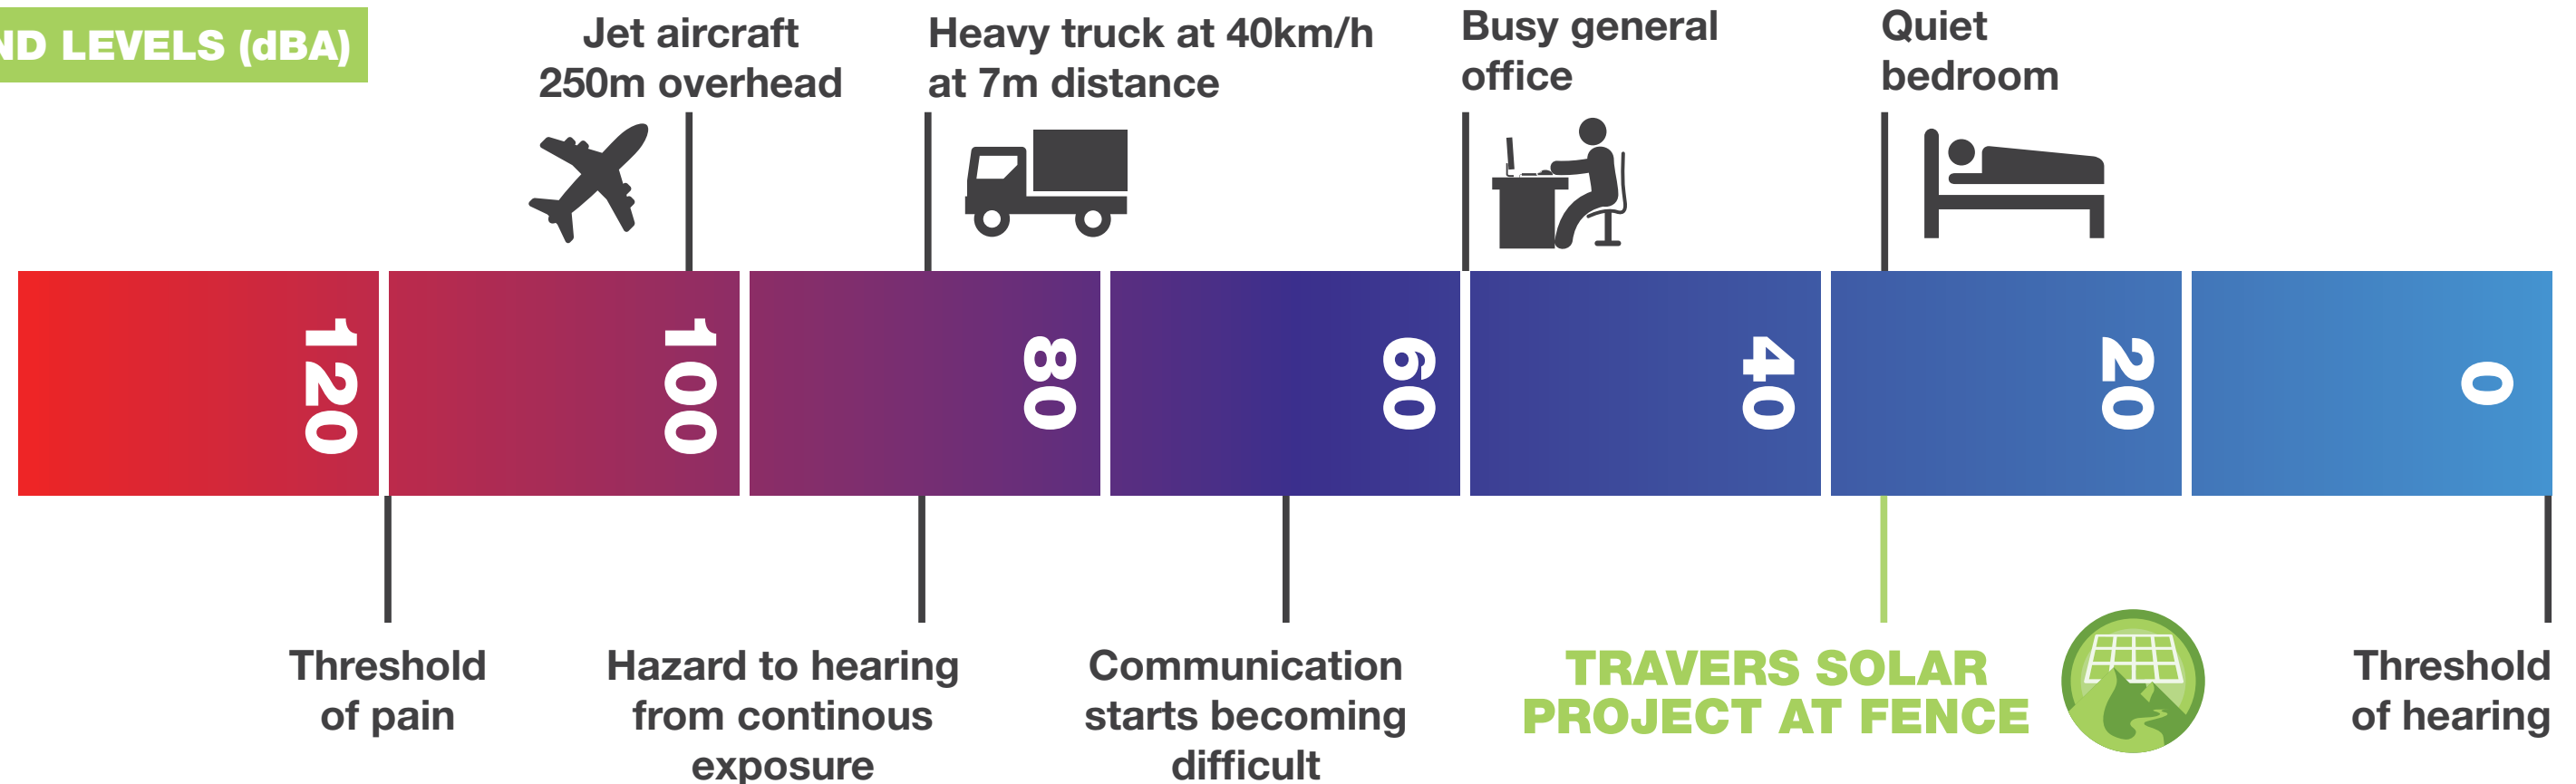 ND LEVELS (dBA)
Jet aircraft
250m overhead
Heavy truck at 40km/h
at 7m distance
Busy general
office
Quiet
bedroom
120
100
80
60
40
20
0
Threshold
of pain
Hazard to hearing
from continous
exposure
Communication
starts becoming
difficult
TRAVERS SOLAR
PROJECT AT FENCE
Threshold
of hearing